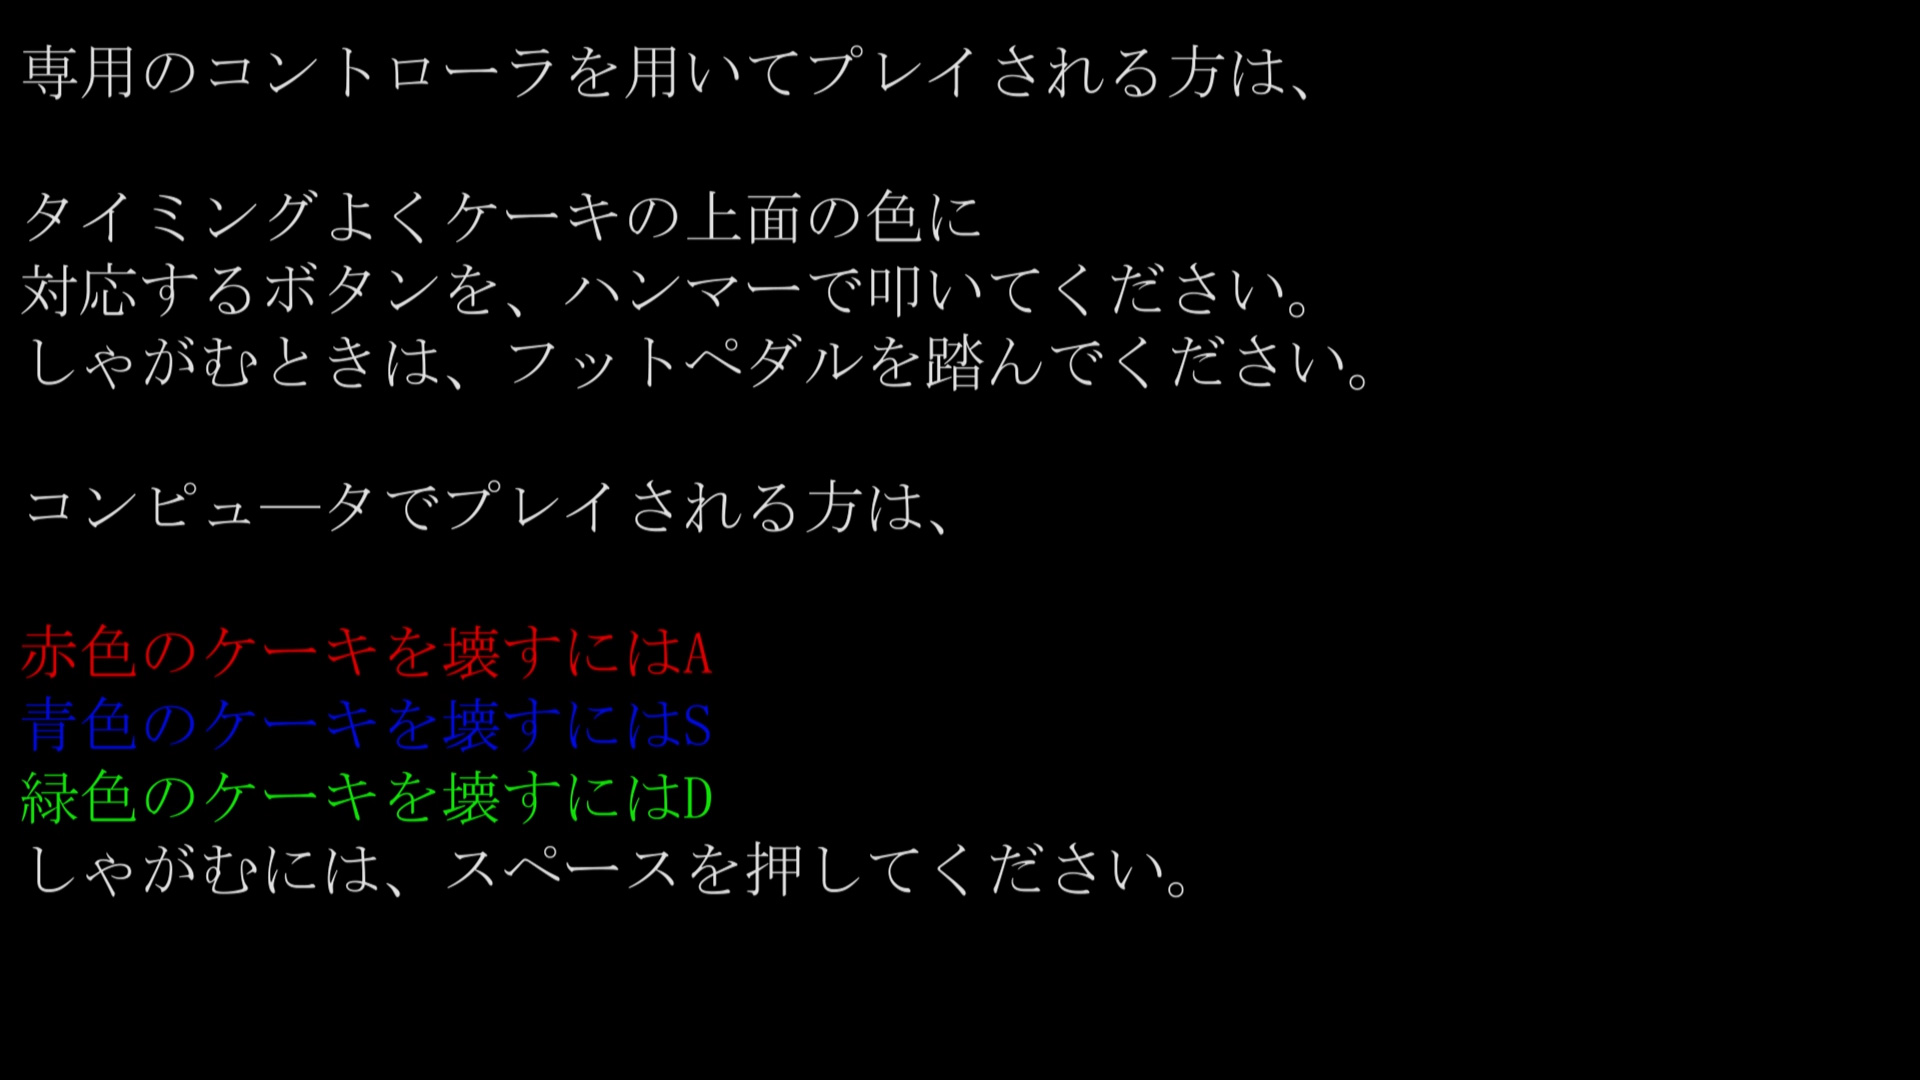 専用のコントローラを用いてプレイされる方は、
タイミングよくケーキの上面の色に
対応するボタンを、ハンマーで叩いてください。
しゃがむときは、フットペダルを踏んでください。
コンピュ―タでプレイされる方は、
赤色のケーキを壊すにはA
青色のケーキを壊すにはS
緑色のケーキを壊すにはD
しゃがむには、スペースを押してください。